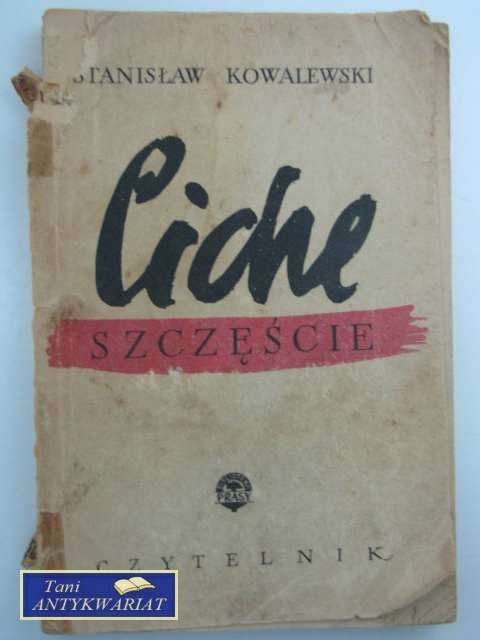 STANISŁAW KOWALEWSKI
Ciche
SZCZĘŚCIE
PRASY
CZYTELNIK
Tani
ANTYKWARIAT